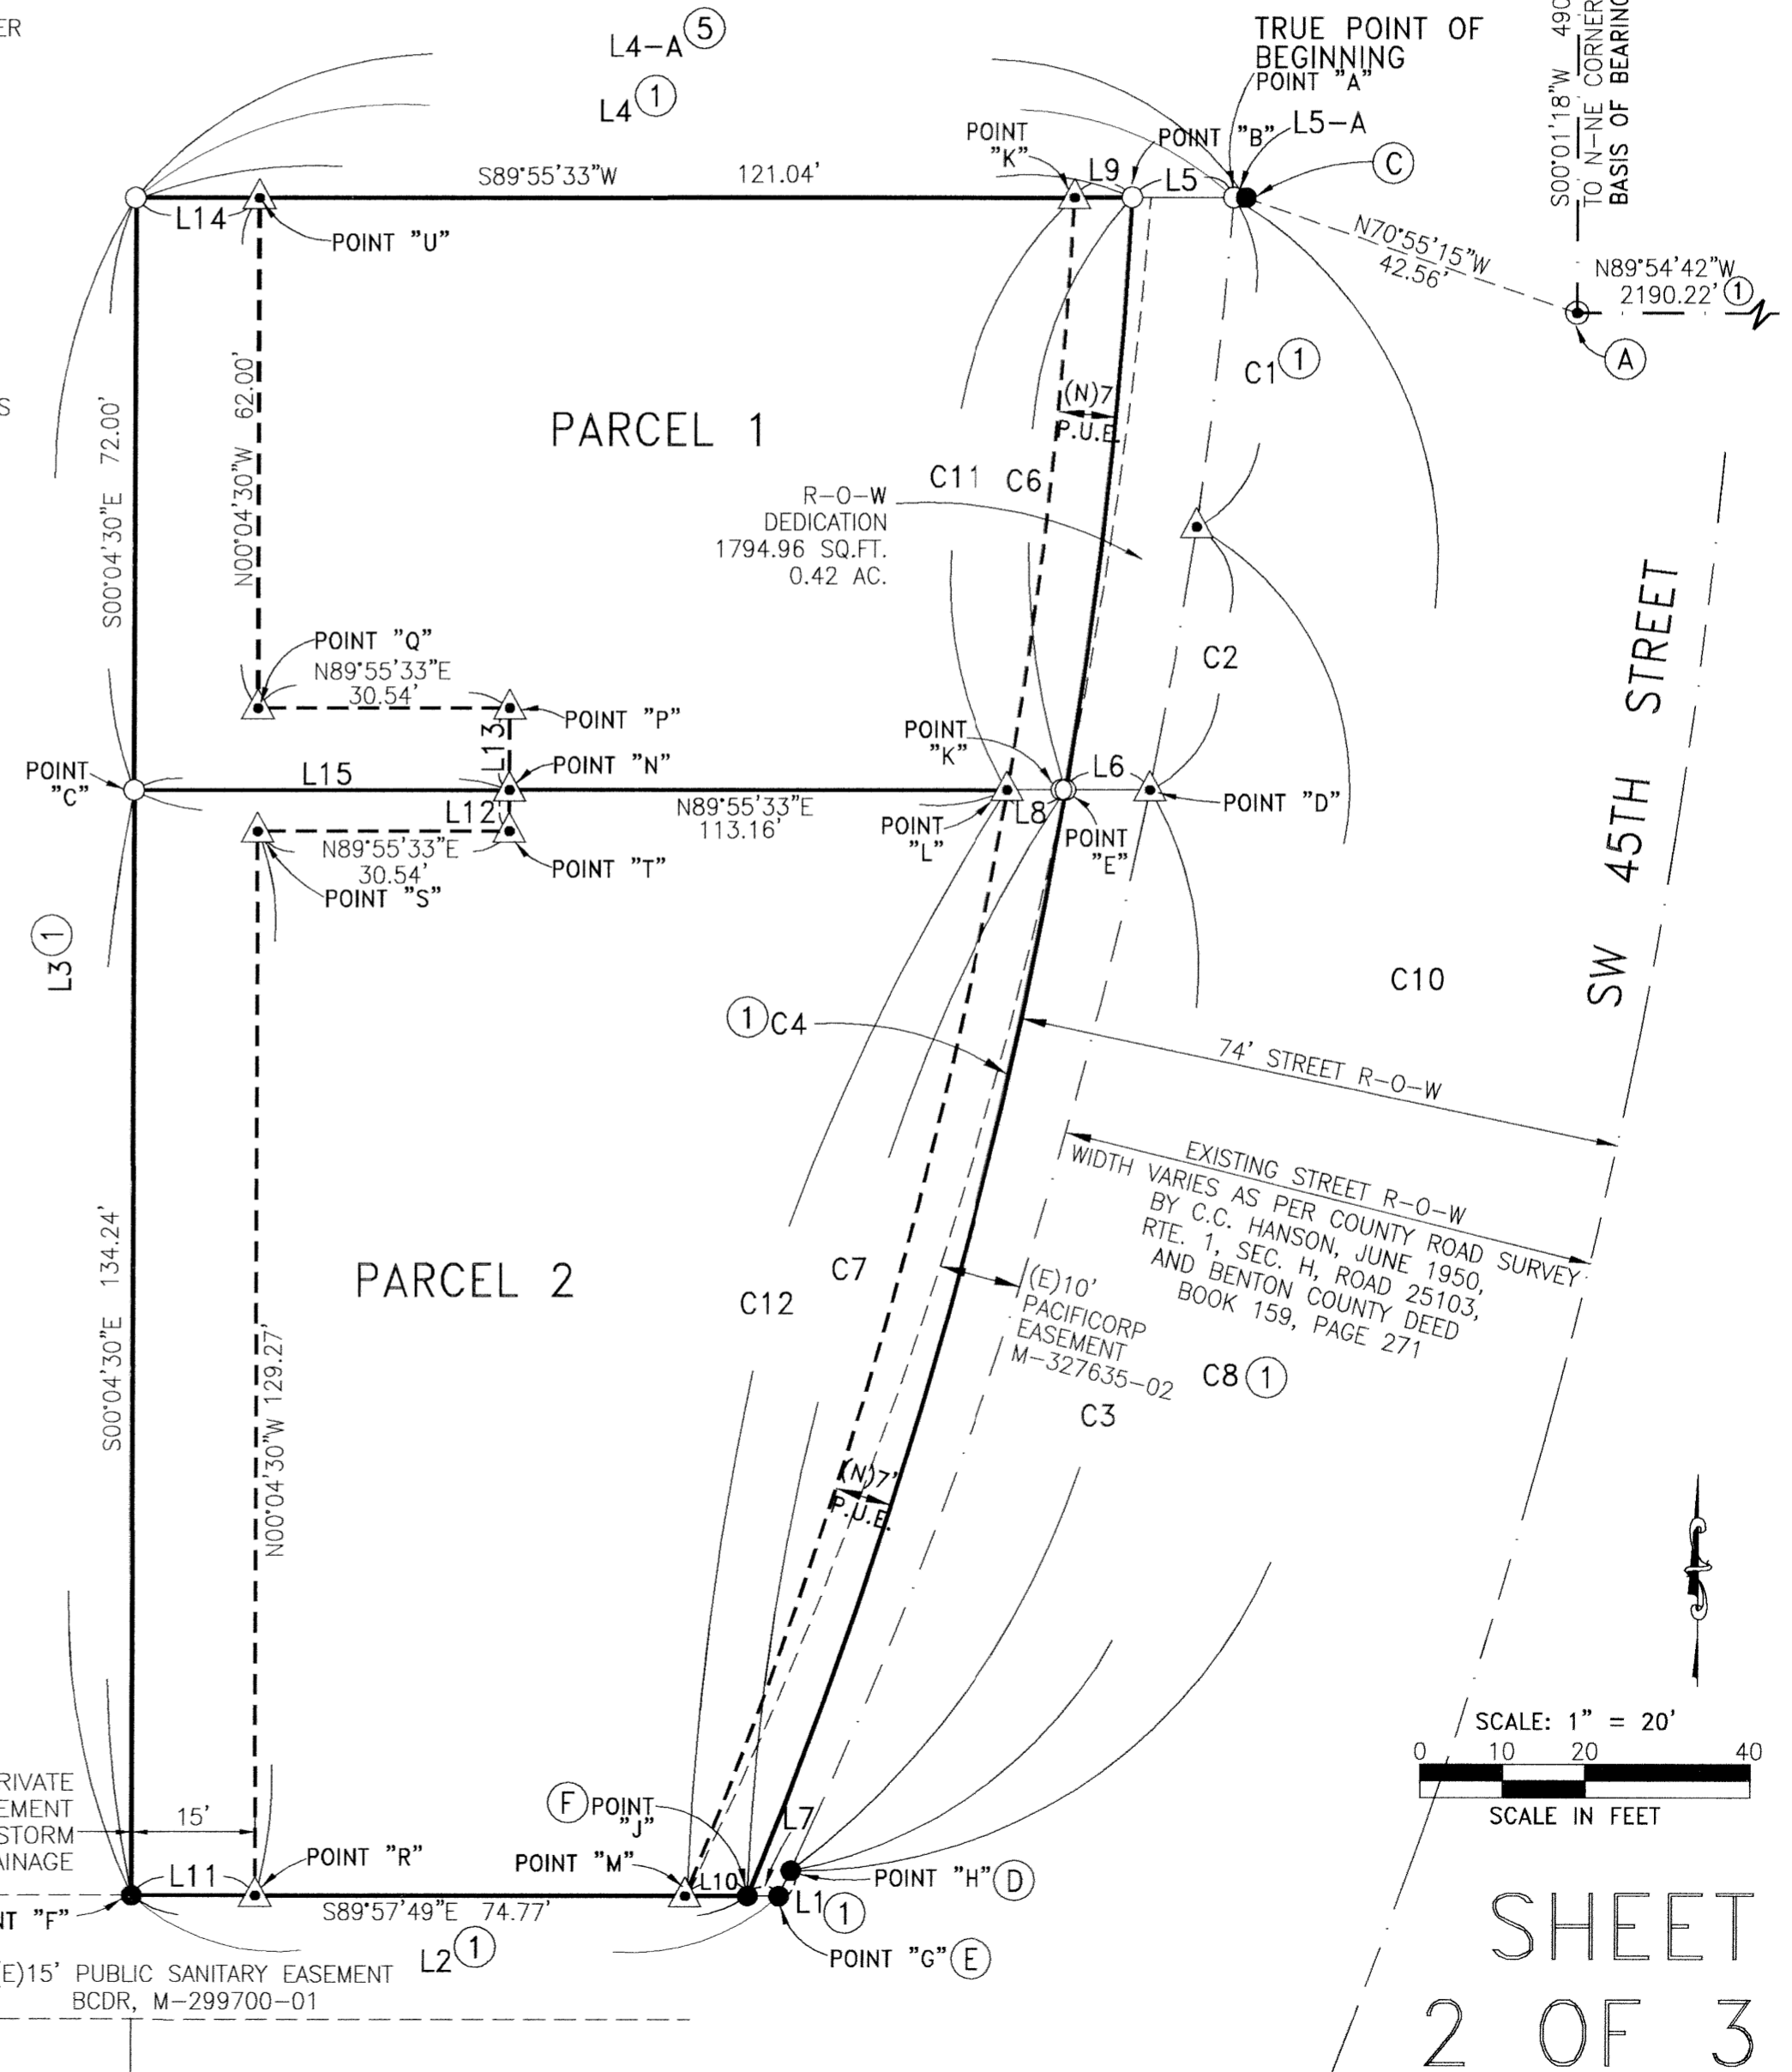 ER
L4-A 5
L4 1
TRUE POINT OF
BEGINNING
POINT "A"
S00°01'18"W 490
TO N-NE CORNER
BASIS OF BEARING
POINT
"K"
POINT "B"
L5-A
C
S89°55'33"W 121.04'
L9
L5
L14
POINT "U"
N70°55'15"W
42.56'
N89°54'42"W
2190.22' 1
A
S00°04'30"E 72.00'
N00°04'30"W 62.00'
S
PARCEL 1
(N)7'
P.U.E.
C1 1
C11
C6
R-O-W
DEDICATION
1794.96 SQ.FT.
0.42 AC.
SW 45TH STREET
POINT "Q"
N89°55'33"E
30.54'
POINT "P"
L13
C2
POINT
"C"
L15
POINT "N"
POINT
"K"
L6
POINT "D"
L12
N89°55'33"E
113.16'
POINT
"L"
L8
POINT
"E"
N89°55'33"E
30.54'
POINT "T"
POINT "S"
L3 1
C10
1 C4
74' STREET R-O-W
EXISTING STREET R-O-W
WIDTH VARIES AS PER COUNTY ROAD SURVEY
BY C.C. HANSON, JUNE 1950,
RTE. 1, SEC. H, ROAD 25103,
AND BENTON COUNTY DEED
BOOK 159, PAGE 271
S00°04'30"E 134.24'
N00°04'30"W 129.27'
PARCEL 2
C7
C12
(E)10'
PACIFICORP
EASEMENT
M-327635-02
C8 1
C3
(N)7'
P.U.E.
SCALE: 1" = 20'
0 10 20 40
SCALE IN FEET
RIVATE
EMENT
STORM
AINAGE
15'
F POINT
"J"
L7
L11
POINT "R"
POINT "M"
L10
POINT "H" D
L1 1
NT "F"
S89°57'49"E 74.77'
L2 1
POINT "G" E
E)15' PUBLIC SANITARY EASEMENT
BCDR, M-299700-01
SHEET
2 OF 3